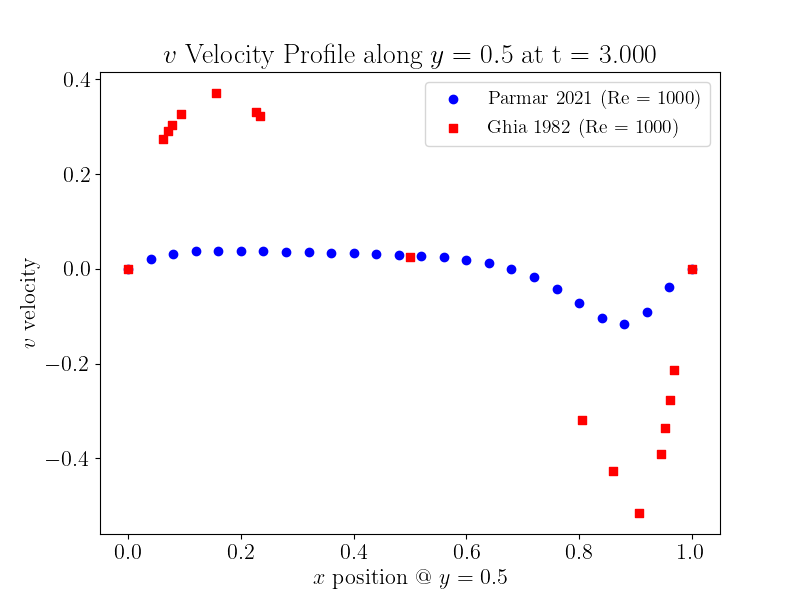 v Velocity Profile along y = 0.5 at t = 3.000
Parmar 2021 (Re = 1000)
Ghia 1982 (Re = 1000)
0.4
0.2
0.0
−0.2
−0.4
v velocity
0.0 0.2 0.4 0.6 0.8 1.0
x position @ y = 0.5